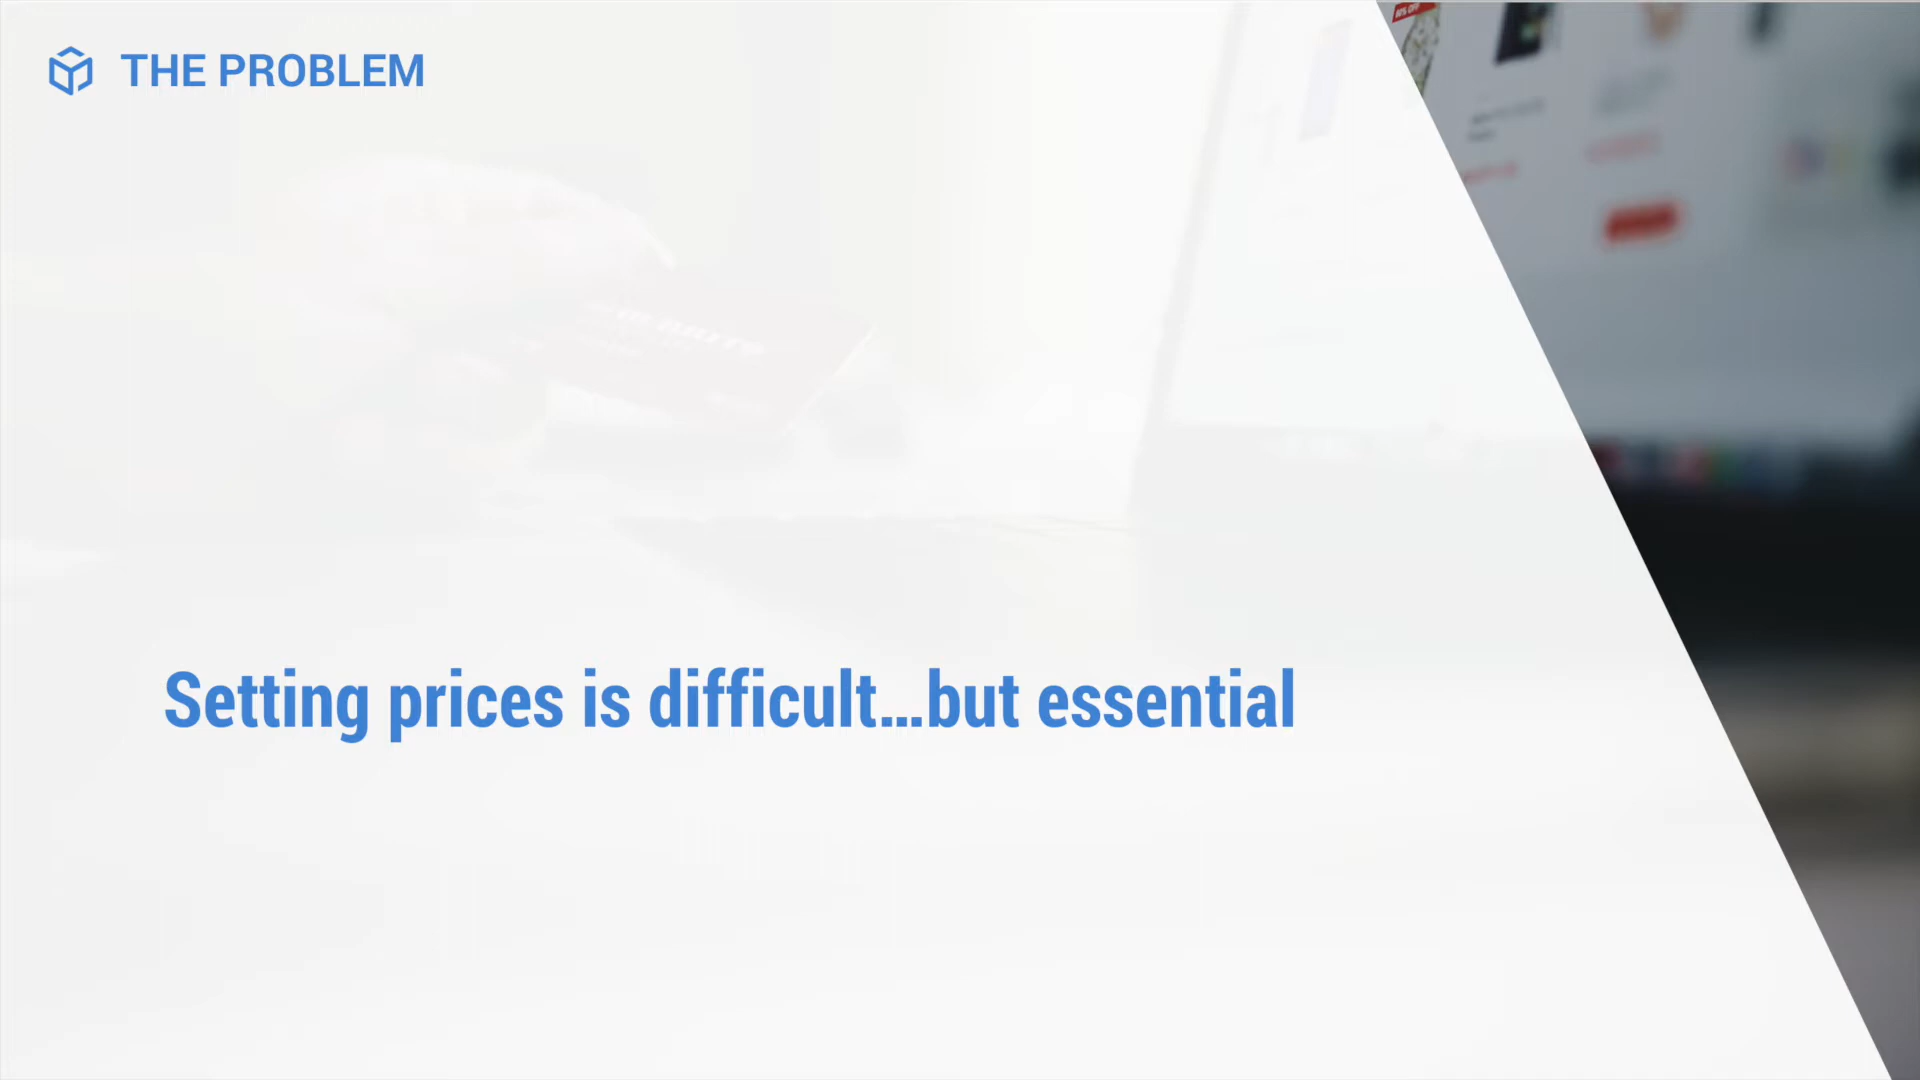 THE PROBLEM
Setting prices is difficult...but essential